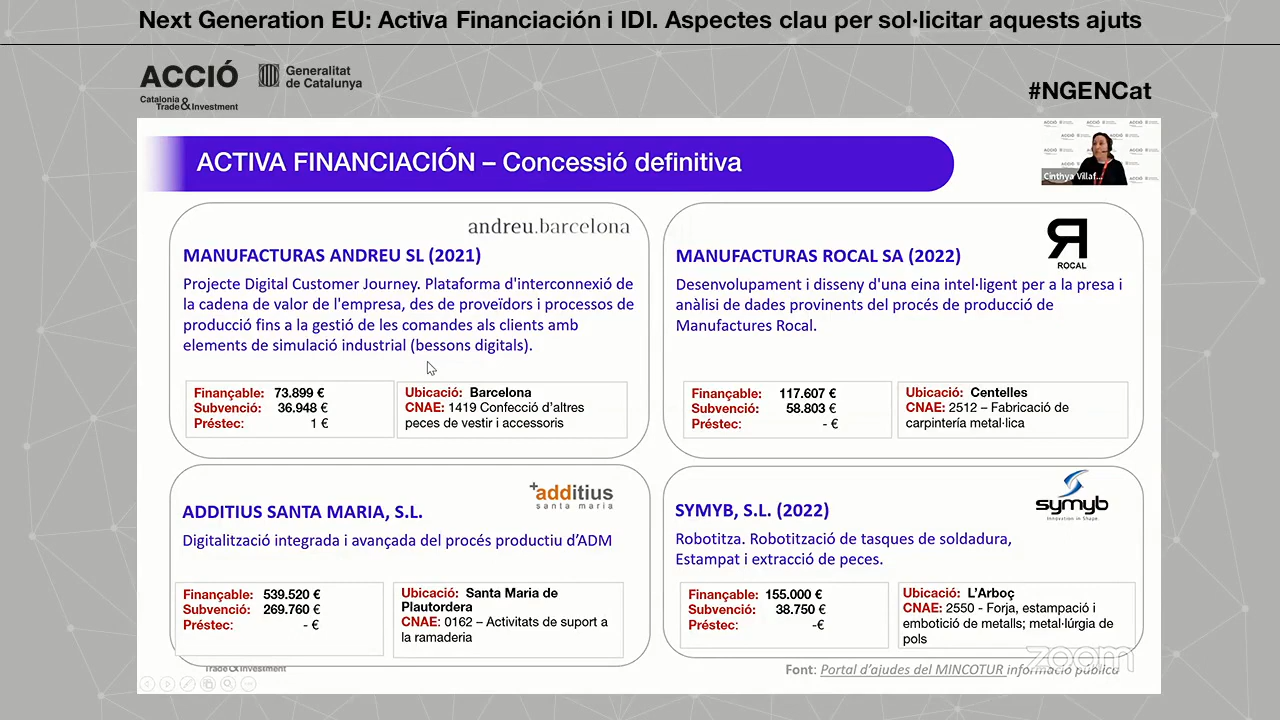 Next Generation EU: Activa Financiación i IDI. Aspectes clau per sol·licitar aquests ajuts
ACCIÓ
Catalonia
Trade & Investment
Generalitat
de Catalunya
#NGENCat
ACTIVA FINANCIACIÓN – Concessió definitiva
Cinthya Villaf...
andreu.barcelona
MANUFACTURAS ANDREU SL (2021)
Projecte Digital Customer Journey. Plataforma d'interconnexió de
la cadena de valor de l'empresa, des de proveïdors i processos de
producció fins a la gestió de les comandes als clients amb
elements de simulació industrial (bessons digitals).
Finançable: 73.899 €
Subvenció: 36.948 €
Préstec: 1 €
Ubicació: Barcelona
CNAE: 1419 Confecció d'altres
peces de vestir i accessoris
ROCAL
MANUFACTURAS ROCAL SA (2022)
Desenvolupament i disseny d'una eina intel·ligent per a la presa i
anàlisi de dades provinents del procés de producció de
Manufactures Rocal.
Finançable: 117.607 €
Subvenció: 58.803 €
Préstec: - €
Ubicació: Centelles
CNAE: 2512 – Fabricació de
carpinteria metal·lica
+additius
santa maria
ADDITIUS SANTA MARIA, S.L.
Digitalització integrada i avançada del procés productiu d'ADM
Finançable: 539.520 €
Subvenció: 269.760 €
Préstec: - €
Ubicació: Santa Maria de
Plautordera
CNAE: 0162 – Activitats de suport a
la ramaderia
symyb
Innovation in Shape
SYMYB, S.L. (2022)
Robotitza. Robotització de tasques de soldadura,
Estampat i extracció de peces.
Finançable: 155.000 €
Subvenció: 38.750 €
Préstec: -€
Ubicació: L'Arboç
CNAE: 2550 - Forja, estampació i
embotició de metalls; metal·lúrgia de
pols
Trade & Investment
Font: Portal d'ajudes del MINCOTUR informació pública
zoom